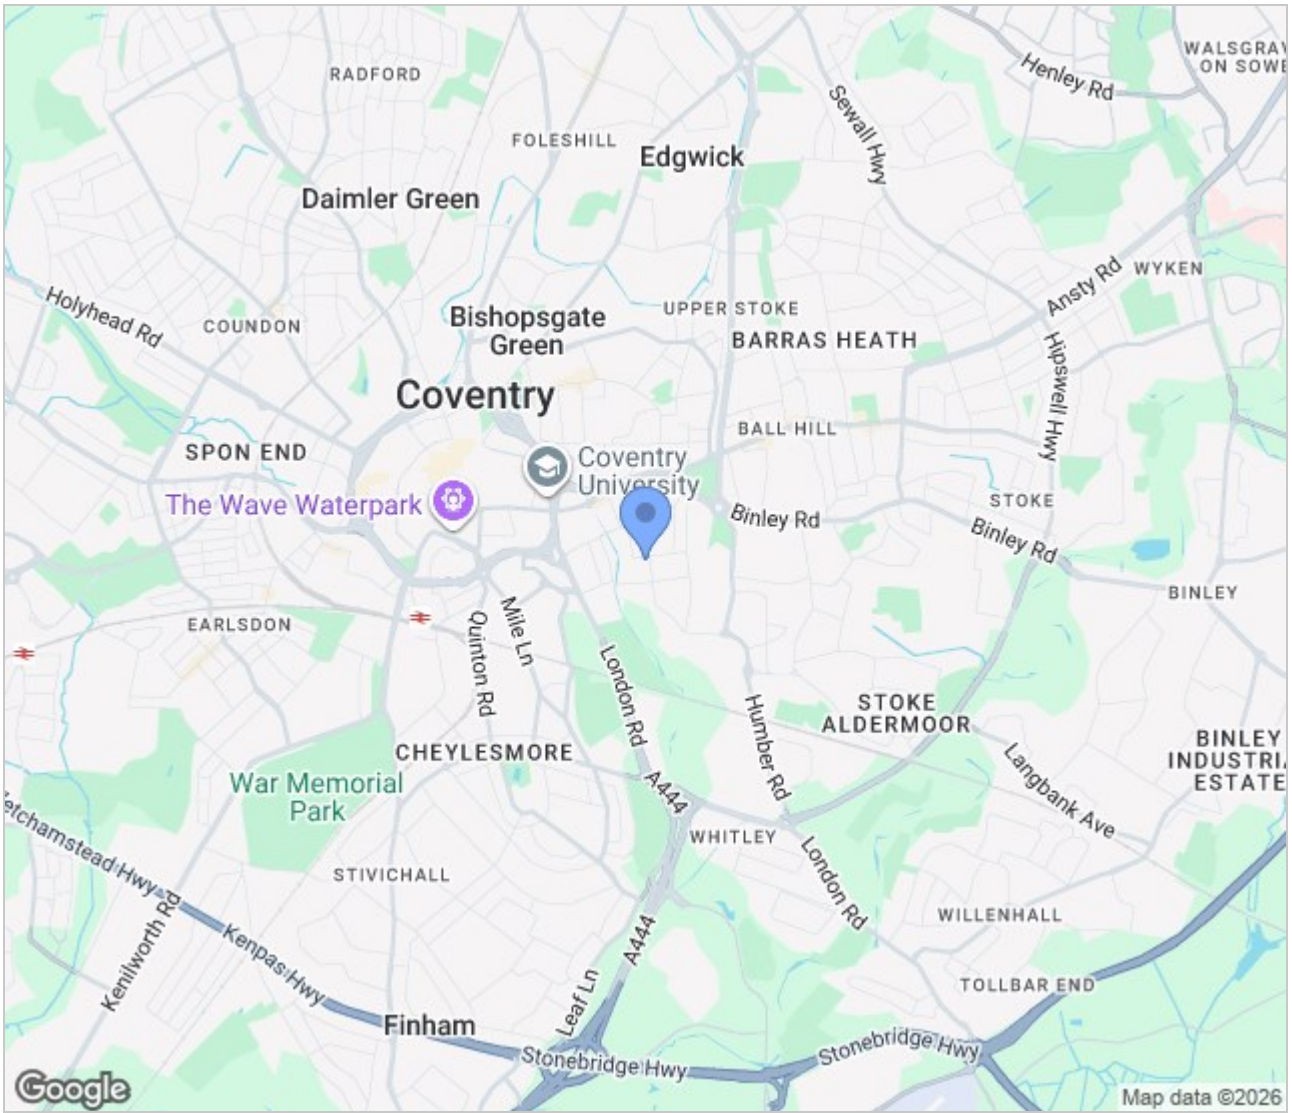 RADFORD
FOLESHILL
Edgwick
Sewall Hwy
Henley Rd
WALSGRAV
ON SOWE
Daimler Green
Holyhead Rd
COUNDON
Bishopsgate
Green
UPPER STOKE
BARRAS HEATH
Ansty Rd
WYKEN
Hipswell Hwy
Coventry
SPON END
BALL HILL
Coventry
University
The Wave Waterpark
Binley Rd
STOKE
Binley Rd
BINLEY
EARLSDON
Quinton Rd
Mile Ln
London Rd
Humber Rd
STOKE
ALDERMOOR
CHEYLESMORE
War Memorial
Park
A444
Langbank Ave
BINLEY
INDUSTRIA
ESTATE
etchamstead Hwy
WHITLEY
London Rd
STIVICHALL
Kenilworth Rd
Kenpas Hwy
A444
WILLENHALL
TOLLBAR END
Leaf Ln
Finham
Stonebridge Hwy
Stonebridge Hwy
Google
Map data ©2026